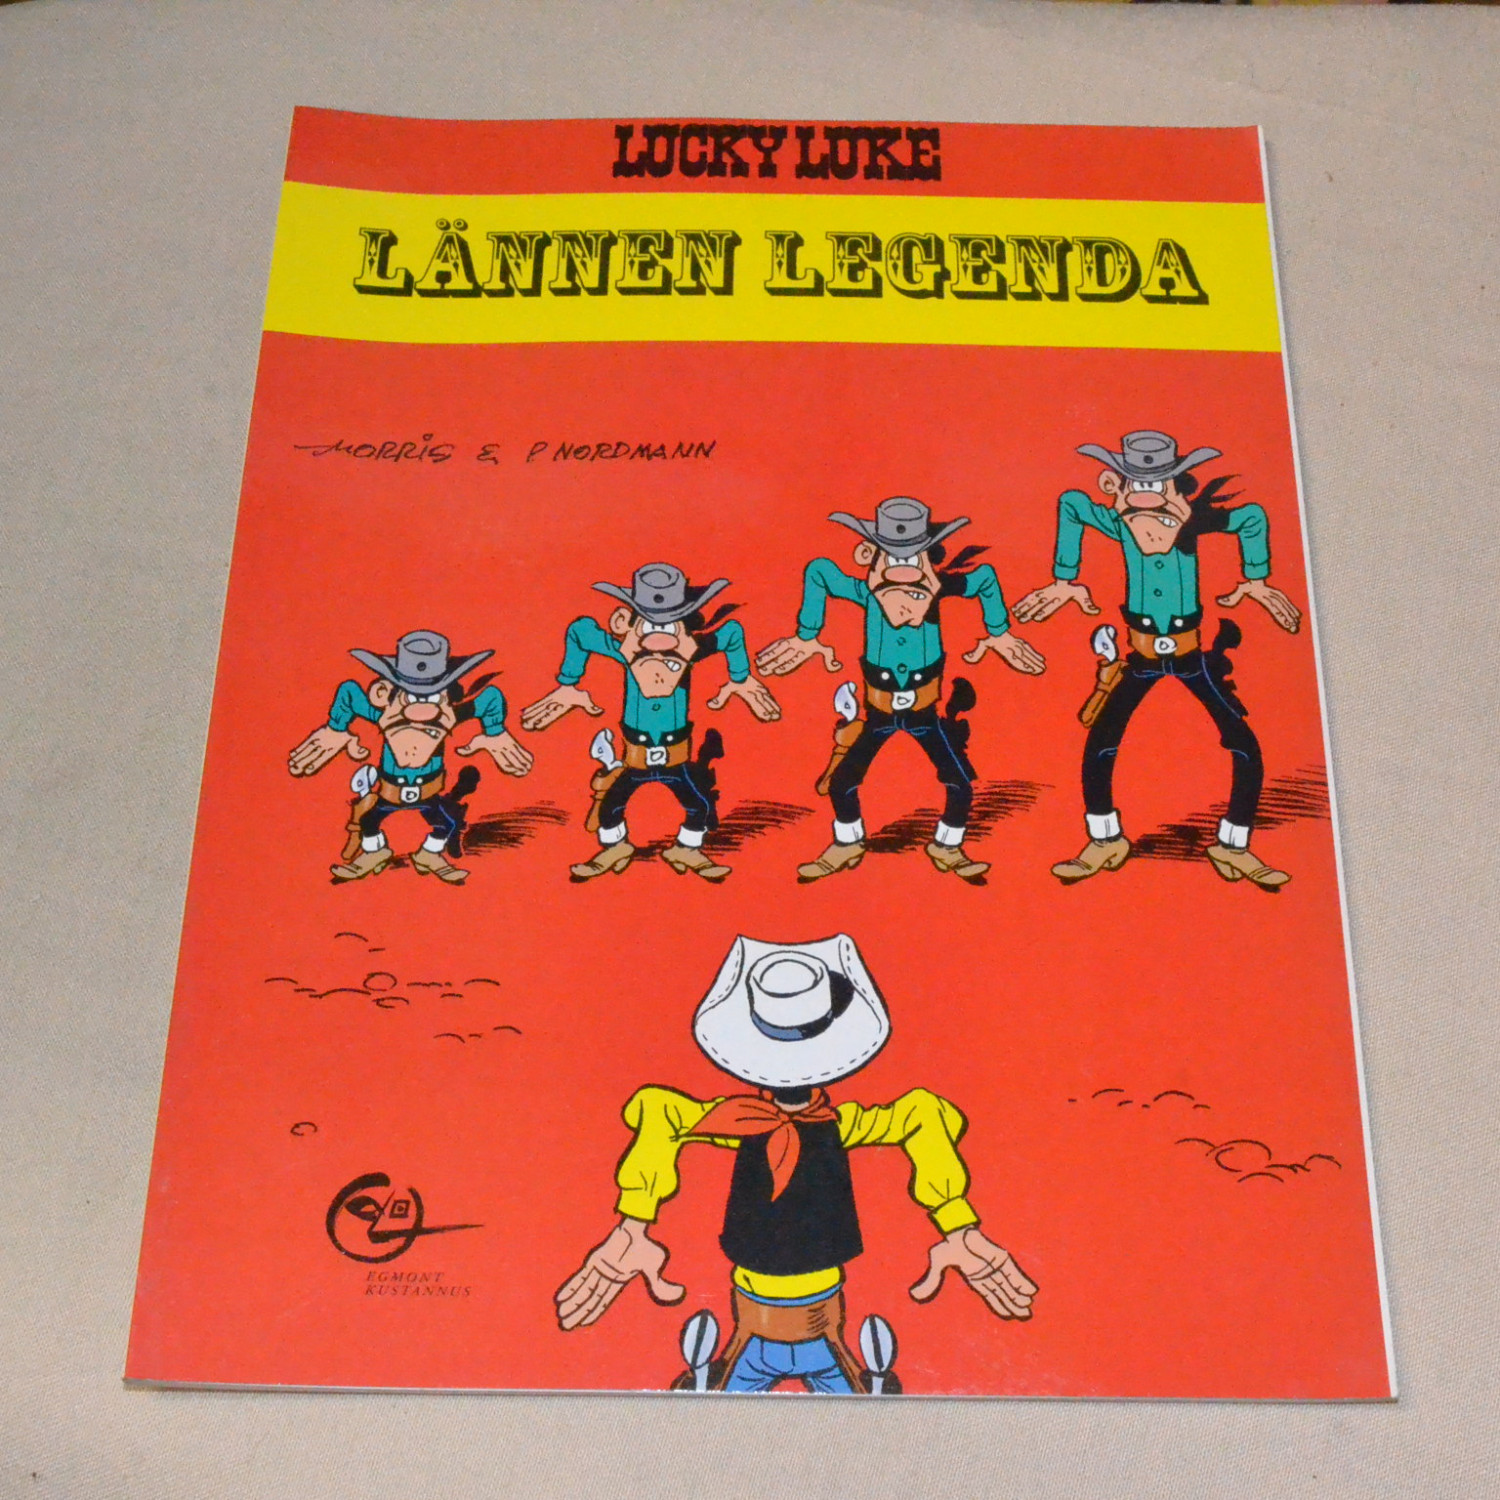 LUCKY LUKE
LÄNNEN LEGENDA
MORRIS & P NORDMANN
EGMONT
KUSTANNUS